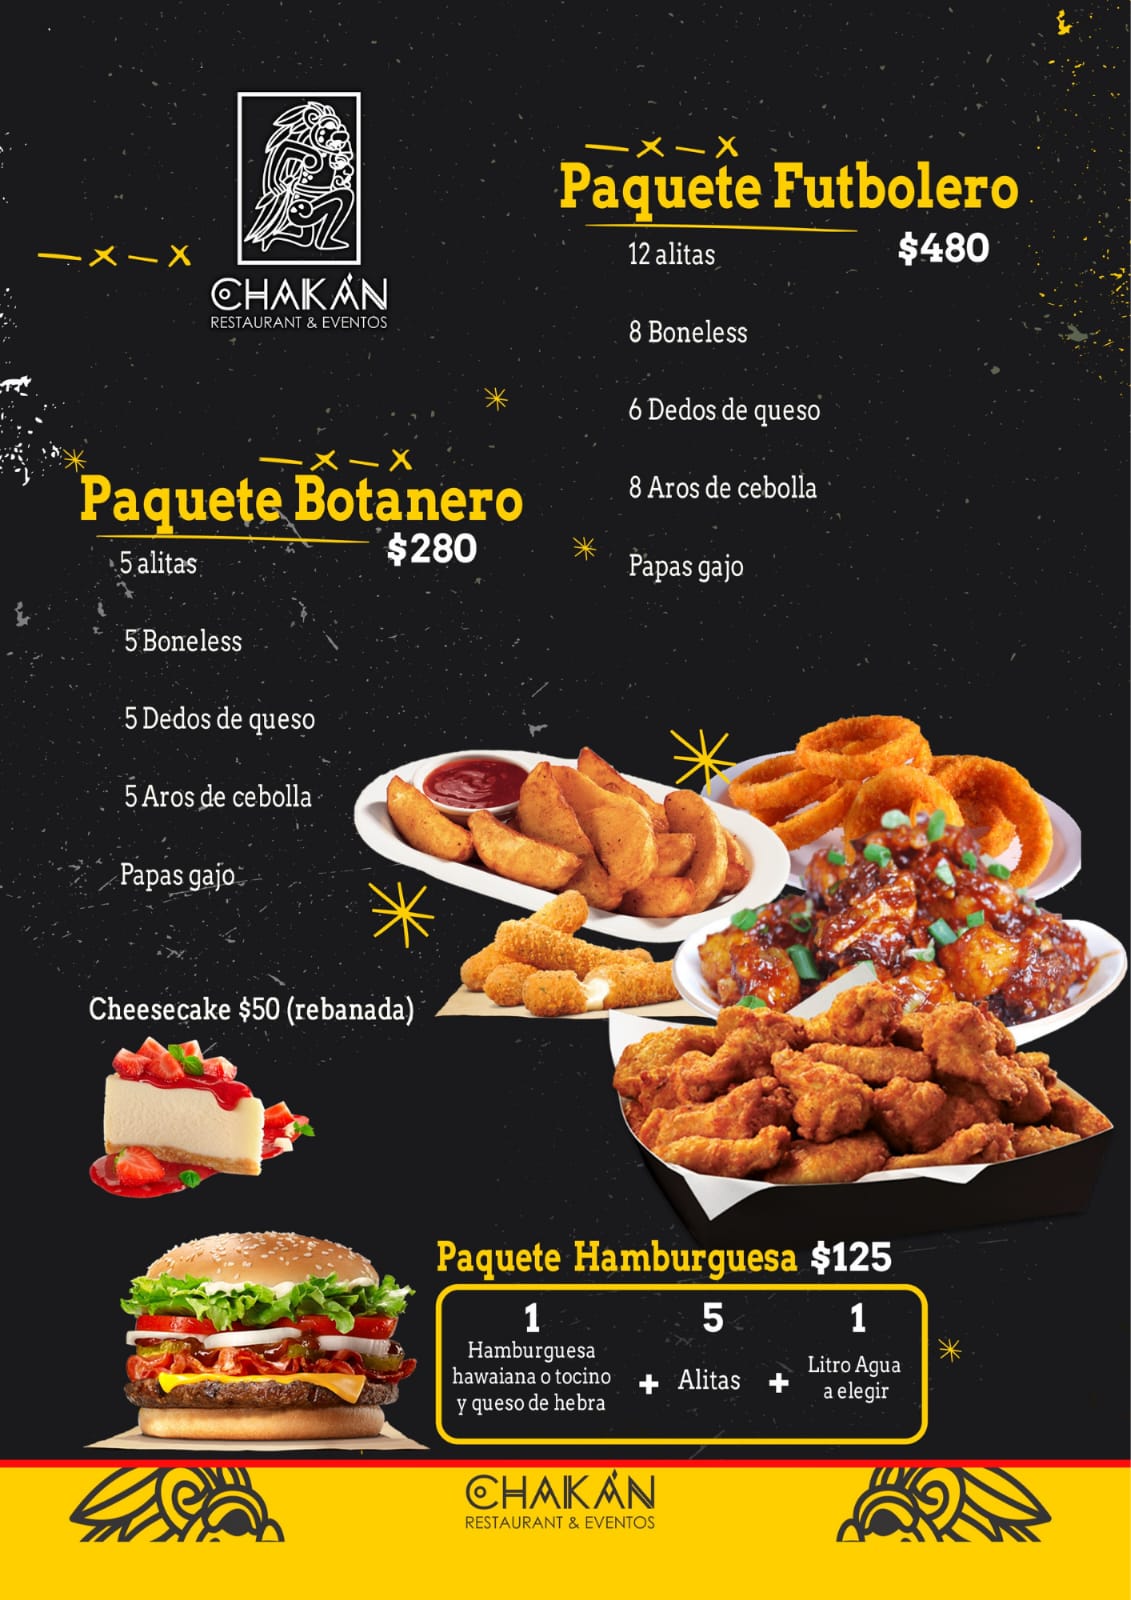 CHAKÁN
RESTAURANT & EVENTOS
Paquete Futbolero
$480
12 alitas
8 Boneless
6 Dedos de queso
8 Aros de cebolla
Papas gajo
Paquete Botanero
$280
5 alitas
5 Boneless
5 Dedos de queso
5 Aros de cebolla
Papas gajo
Cheesecake $50 (rebanada)
Paquete Hamburguesa $125
1
Hamburguesa
hawaiana o tocino
y queso de hebra
+
5
Alitas
+
1
Litro Agua
a elegir
CHAKÁN
RESTAURANT & EVENTOS